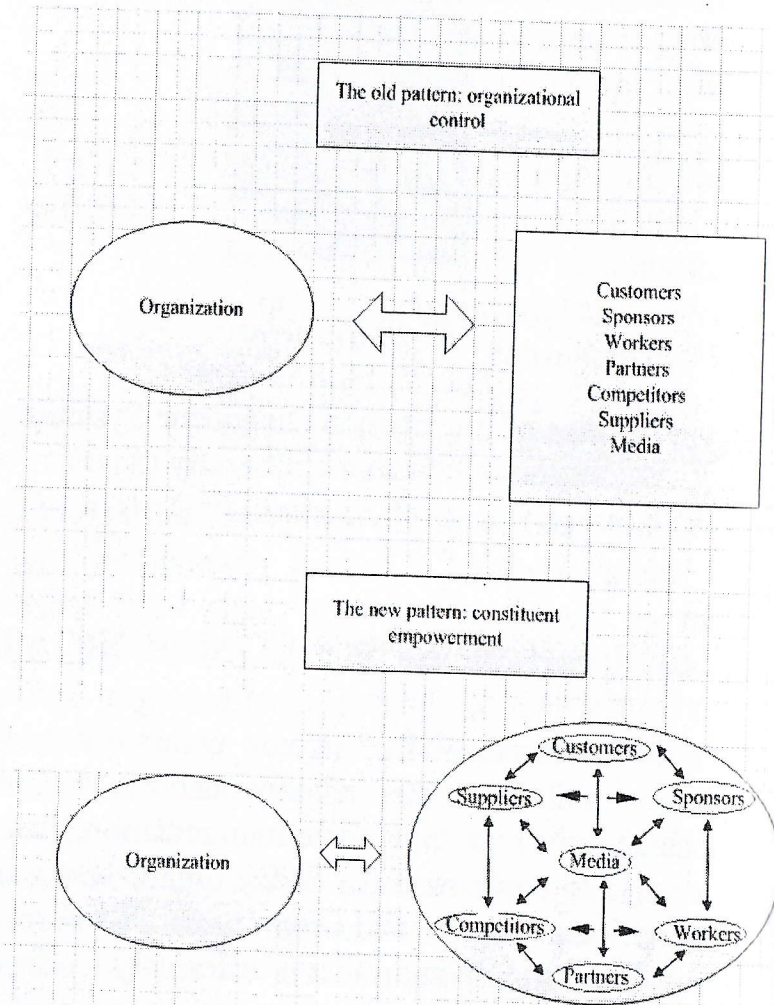 The old pattern: organizational
control
Organization
Customers
Sponsors
Workers
Partners
Competitors
Suppliers
Media
The new pattern: constituent
empowerment
Organization
Customers
Suppliers
Sponsors
Media
Competitors
Workers
Partners